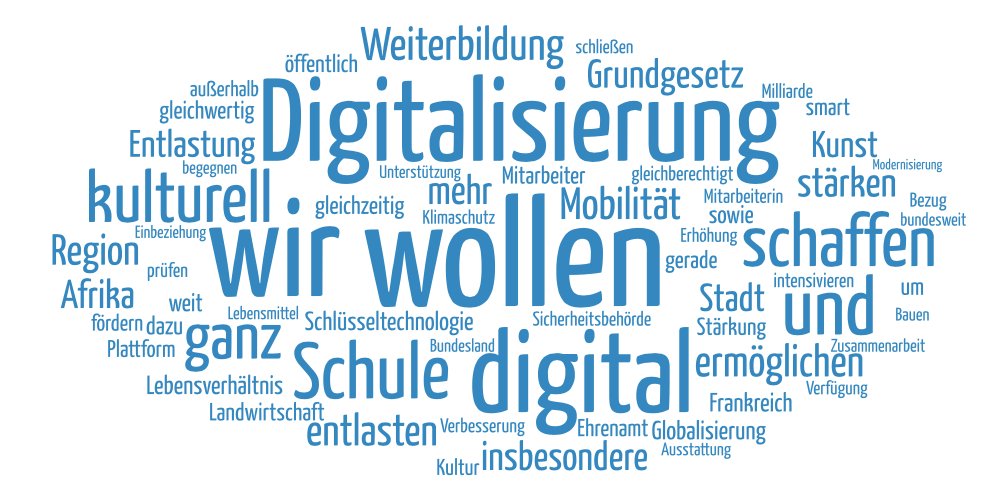 Weiterbildung
schließen
öffentlich
Grundgesetz
außerhalb
Digitalisierung
Milliarde
gleichwertig
smart
Entlastung
Kunst
begegnen
Unterstützung
Mitarbeiter
gleichberechtigt
Modernisierung
kulturell
gleichzeitig
mehr
Klimaschutz
Mobilität
Mitarbeiterin
stärken
sowie
Bezug
bundesweit
Einbeziehung
wir wollen
Erhöhung
schaffen
Region
prüfen
gerade
intensivieren
Afrika
weit
Stadt
und
um
fördern
dazu
Lebensmittel
Schlüsseltechnologie
Sicherheitsbehörde
Stärkung
Bauen
Plattform
ganz
Bundesland
Zusammenarbeit
Schule
digital
ermöglichen
Lebensverhältnis
Verfügung
Landwirtschaft
Frankreich
entlasten
Verbesserung
Ehrenamt
Globalisierung
Ausstattung
Kultur
insbesondere